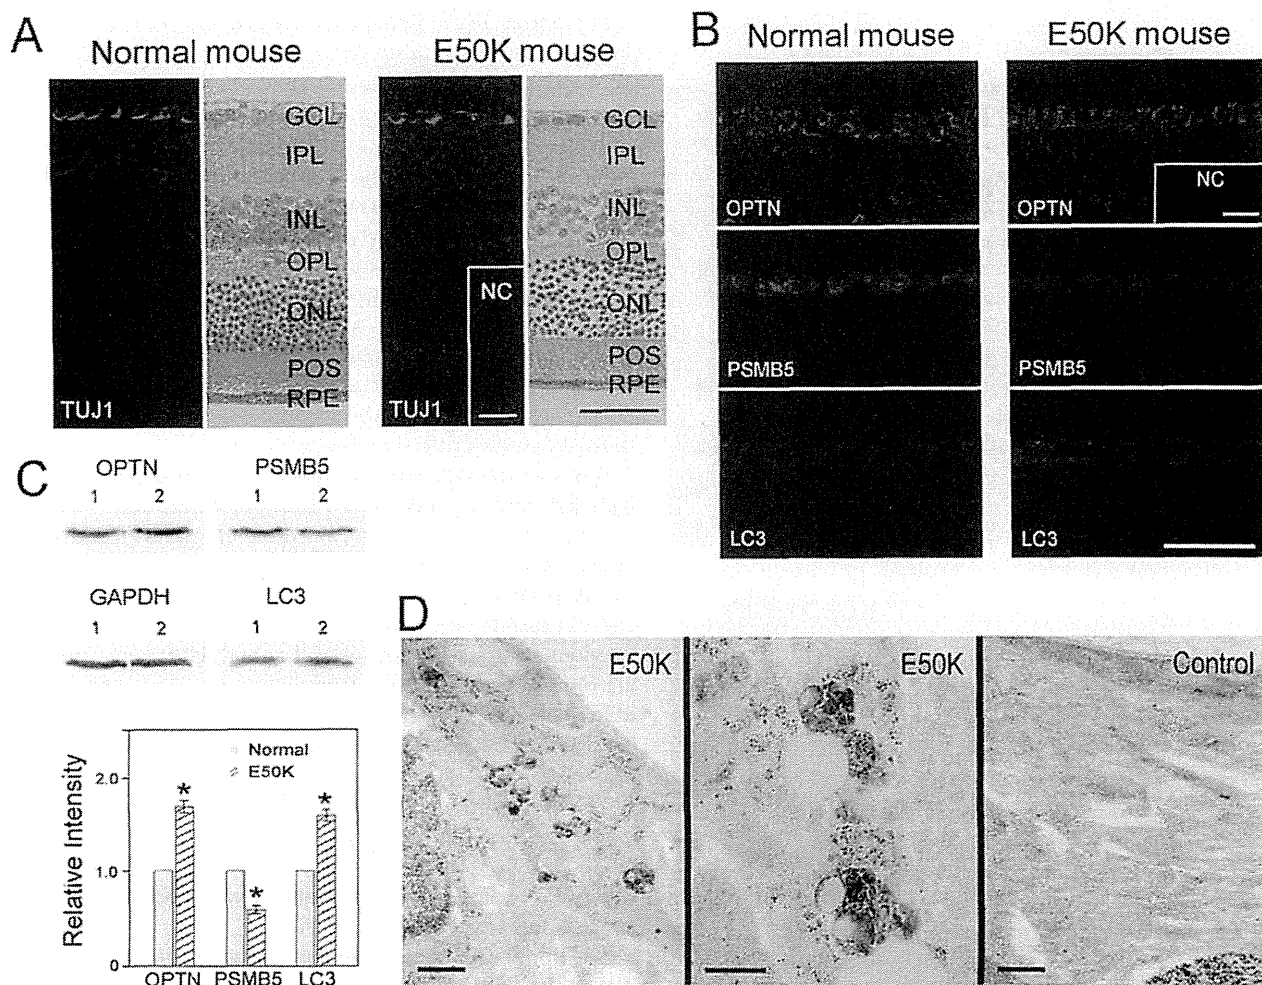 A
Normal mouse
E50K mouse
GCL
IPL
INL
OPL
ONL
POS
RPE
TUJ1
GCL
IPL
INL
OPL
ONL
POS
RPE
NC
TUJ1
B
Normal mouse
E50K mouse
OPTN
OPTN
NC
PSMB5
PSMB5
LC3
LC3
C
OPTN
PSMB5
1 2
1 2
GAPDH
LC3
1 2
1 2
Relative Intensity
2.0
1.0
0
Normal
E50K
*
*
*
OPTN PSMB5 LC3
D
E50K
E50K
Control